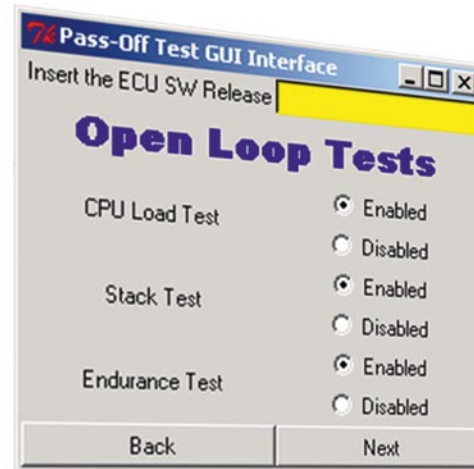 Pass-Off Test GUI Interface
Insert the ECU SW Release
Open Loop Tests
CPU Load Test
Enabled
Disabled
Stack Test
Enabled
Disabled
Endurance Test
Enabled
Disabled
Back Next